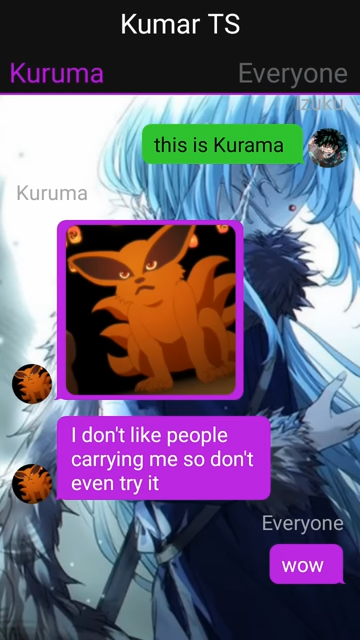 Kumar TS
Kuruma
Everyone
Izuku
this is Kurama
Kuruma
I don't like people
carrying me so don't
even try it
Everyone
wow